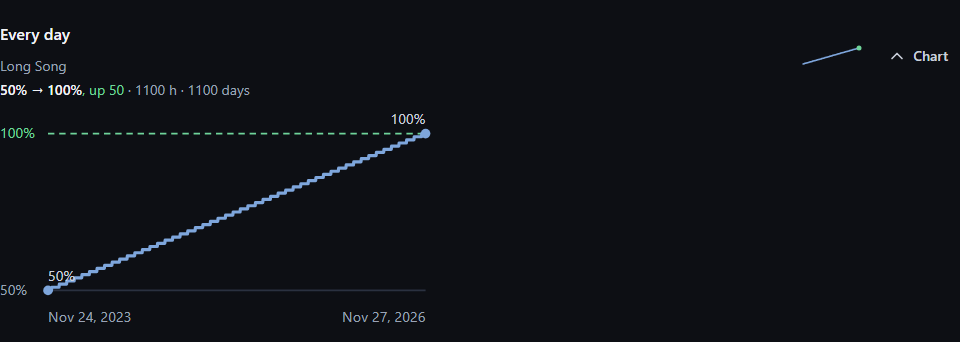 Every day
Long Song
50% → 100%, up 50 · 1100 h · 1100 days
Chart
100%
100%
50%
50%
Nov 24, 2023
Nov 27, 2026